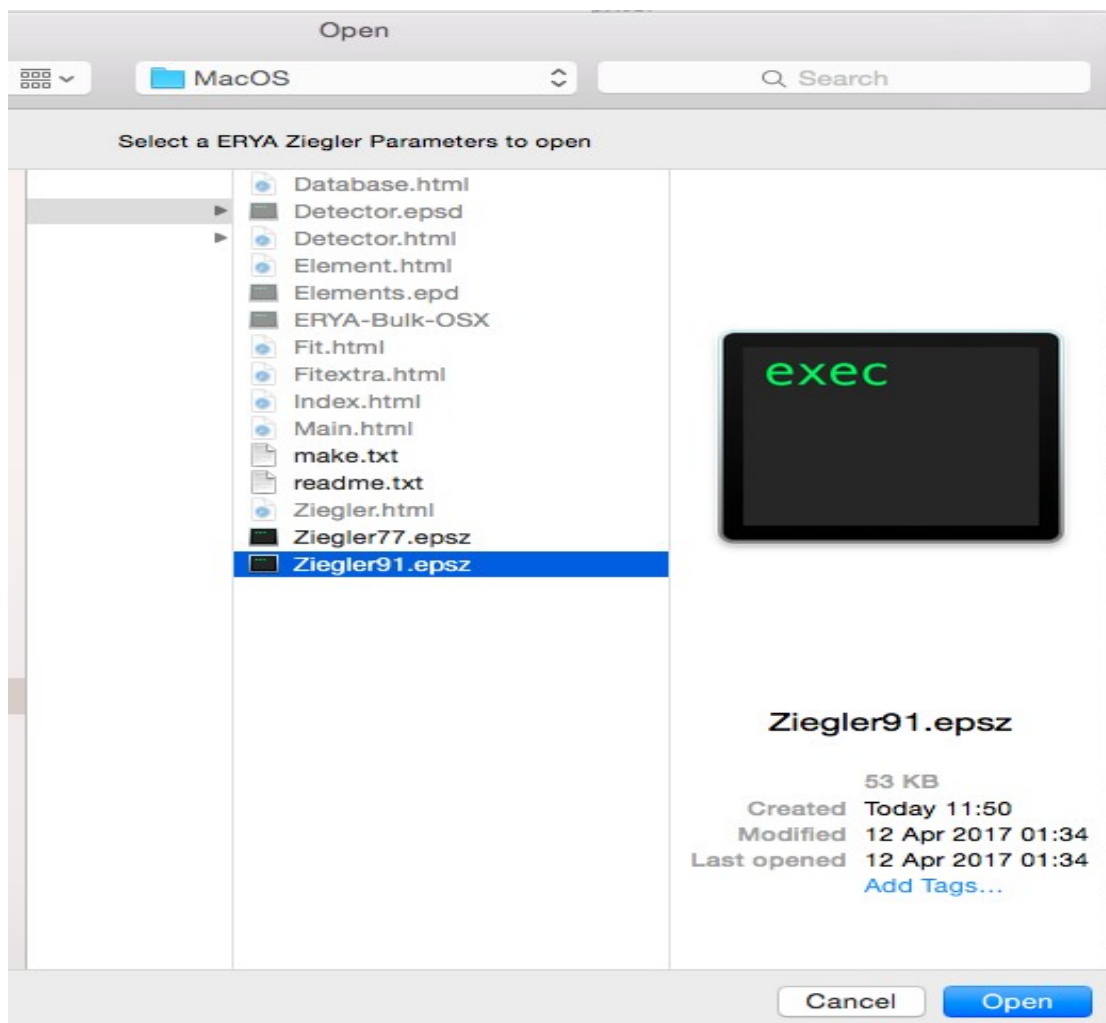 Open
MacOS
Search
Select a ERYA Ziegler Parameters to open
Database.html
Detector.epsd
Detector.html
Element.html
Elements.epd
ERYA-Bulk-OSX
Fit.html
Fitextra.html
Index.html
Main.html
make.txt
readme.txt
Ziegler.html
Ziegler77.epsz
Ziegler91.epsz
exec
Ziegler91.epsz
53 KB
Created Today 11:50
Modified 12 Apr 2017 01:34
Last opened 12 Apr 2017 01:34
Add Tags...
Cancel Open